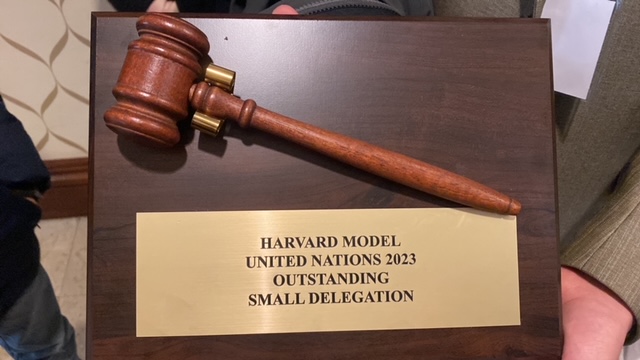 HARVARD MODEL
UNITED NATIONS 2023
OUTSTANDING
SMALL DELEGATION